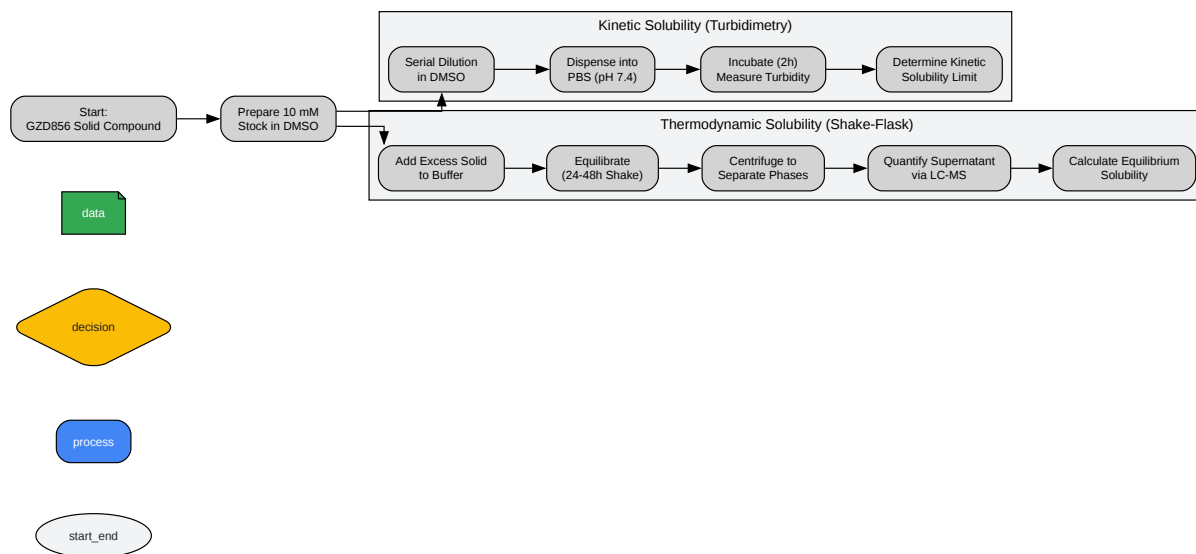 Kinetic Solubility (Turbidimetry)
Serial Dilution
in DMSO
Dispense into
PBS (pH 7.4)
Incubate (2h)
Measure Turbidity
Determine Kinetic
Solubility Limit
Start:
GZD856 Solid Compound
Prepare 10 mM
Stock in DMSO
Thermodynamic Solubility (Shake-Flask)
Add Excess Solid
to Buffer
Equilibrate
(24-48h Shake)
Centrifuge to
Separate Phases
Quantify Supernatant
via LC-MS
Calculate Equilibrium
Solubility
data
decision
process
start_end